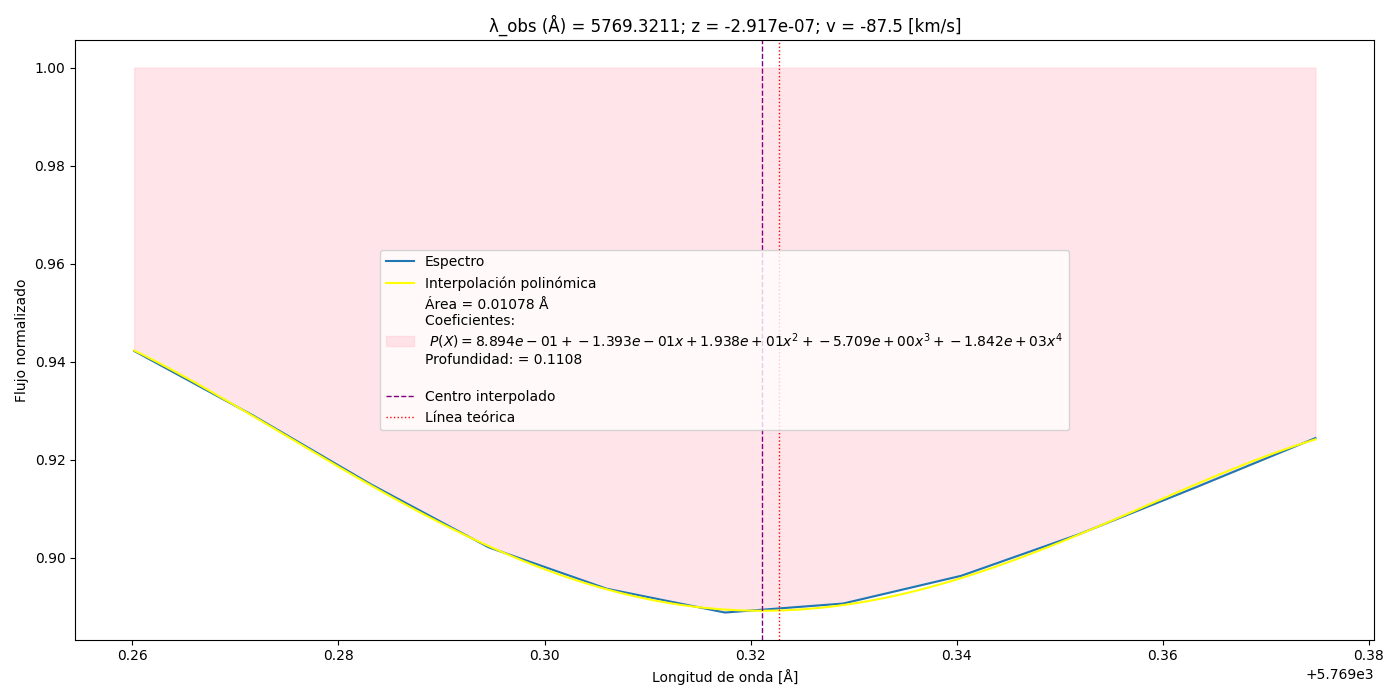 λ_obs (Å) = 5769.3211; z = -2.917e-07; v = -87.5 [km/s]
Flujo normalizado
1.00
0.98
0.96
0.94
0.92
0.90
Espectro
Interpolación polinómica
Área = 0.01078 Å
Coeficientes:
P(X) = 8.894e − 01 + −1.393e − 01x + 1.938e + 01x² + −5.709e + 00x³ + −1.842e + 03x⁴
Profundidad: = 0.1108
Centro interpolado
Línea teórica
0.26 0.28 0.30 0.32 0.34 0.36 0.38
+5.769e3
Longitud de onda [Å]